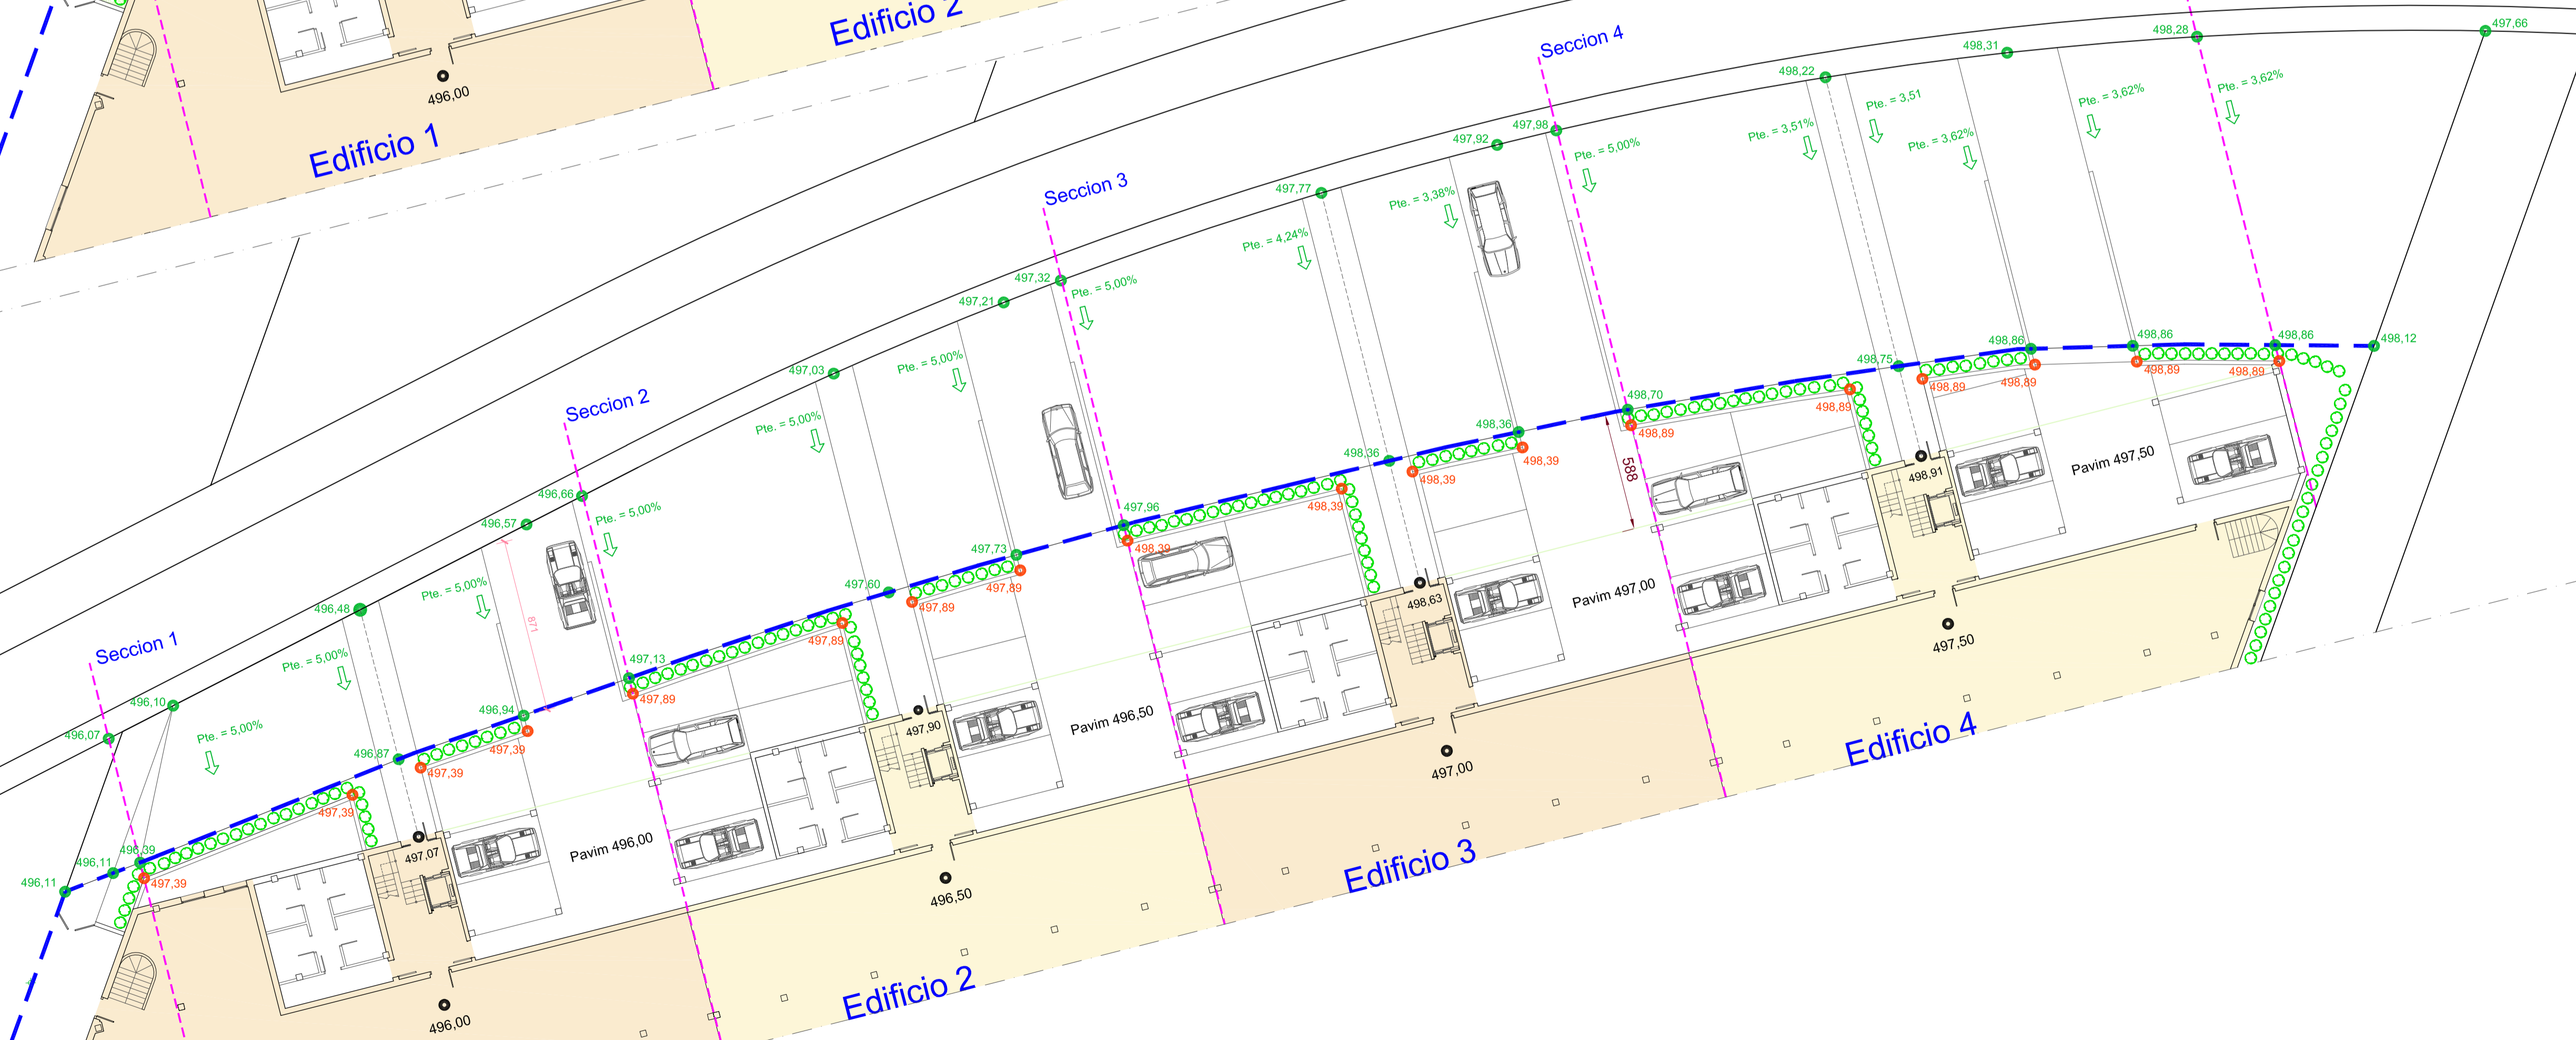 Edificio 2
496,00
Edificio 1
Seccion 4
498,31
498,28
497,66
498,22
Pte. = 3,62%
Pte. = 3,62%
Pte. = 3,51
Pte. = 3,51%
Pte. = 3,62%
497,98
497,92
Pte. = 5,00%
Seccion 3
497,77
Pte. = 3,38%
Pte. = 4,24%
497,32
497,21
Pte. = 5,00%
498,86
498,86
498,86
498,12
498,75
498,89
498,89
498,89
498,89
497,03
Pte. = 5,00%
Seccion 2
498,70
498,89
498,89
Pte. = 5,00%
498,36
498,36
498,39
498,39
588
498,91
Pavim 497,50
496,66
496,57
Pte. = 5,00%
497,96
498,39
498,39
497,73
497,89
497,89
497,60
496,48
Pte. = 5,00%
871
498,63
Pavim 497,00
497,50
Seccion 1
Pte. = 5,00%
497,13
497,89
497,89
496,94
497,39
497,39
496,87
497,90
Pavim 496,50
497,00
Edificio 4
496,10
496,07
Pte. = 5,00%
497,39
496,39
497,39
496,11
496,11
497,07
Pavim 496,00
496,50
Edificio 3
496,00
Edificio 2